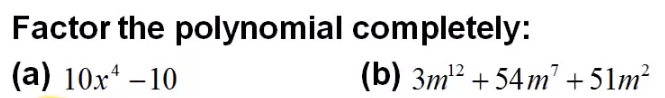 Factor the polynomial completely:
(a) 10x⁴ – 10 (b) 3m¹² + 54m⁷ + 51m²